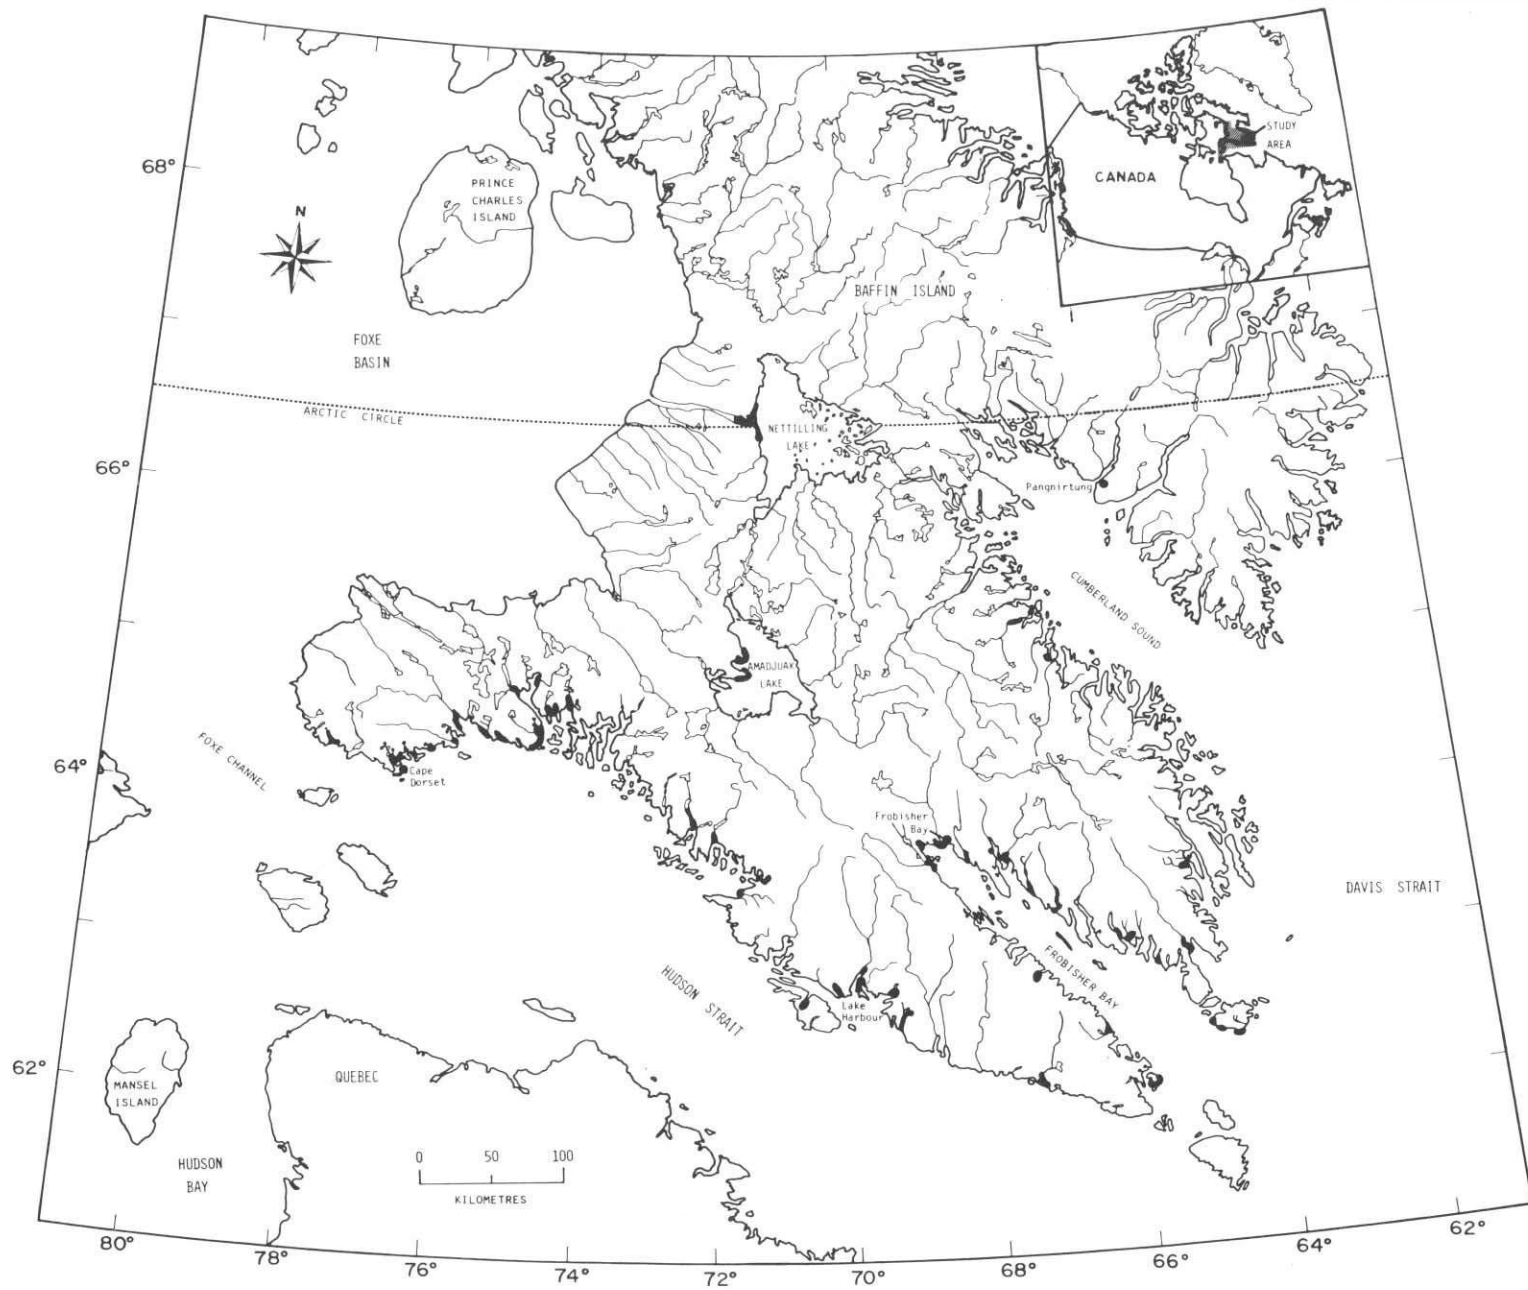 STUDY
AREA
CANADA
68°
PRINCE
CHARLES
ISLAND
N
BAFFIN ISLAND
FOXE
BASIN
ARCTIC CIRCLE
NETTILLING
LAKE
66°
Pangnirtung
CUMBERLAND SOUND
AMADJUAK
LAKE
FOXE CHANNEL
64°
Cape
Dorset
Frobisher
Bay
DAVIS STRAIT
FROBISHER BAY
HUDSON STRAIT
Lake
Harbour
62°
MANSEL
ISLAND
QUEBEC
HUDSON
BAY
0 50 100
KILOMETRES
80° 78° 76° 74° 72° 70° 68° 66° 64° 62°